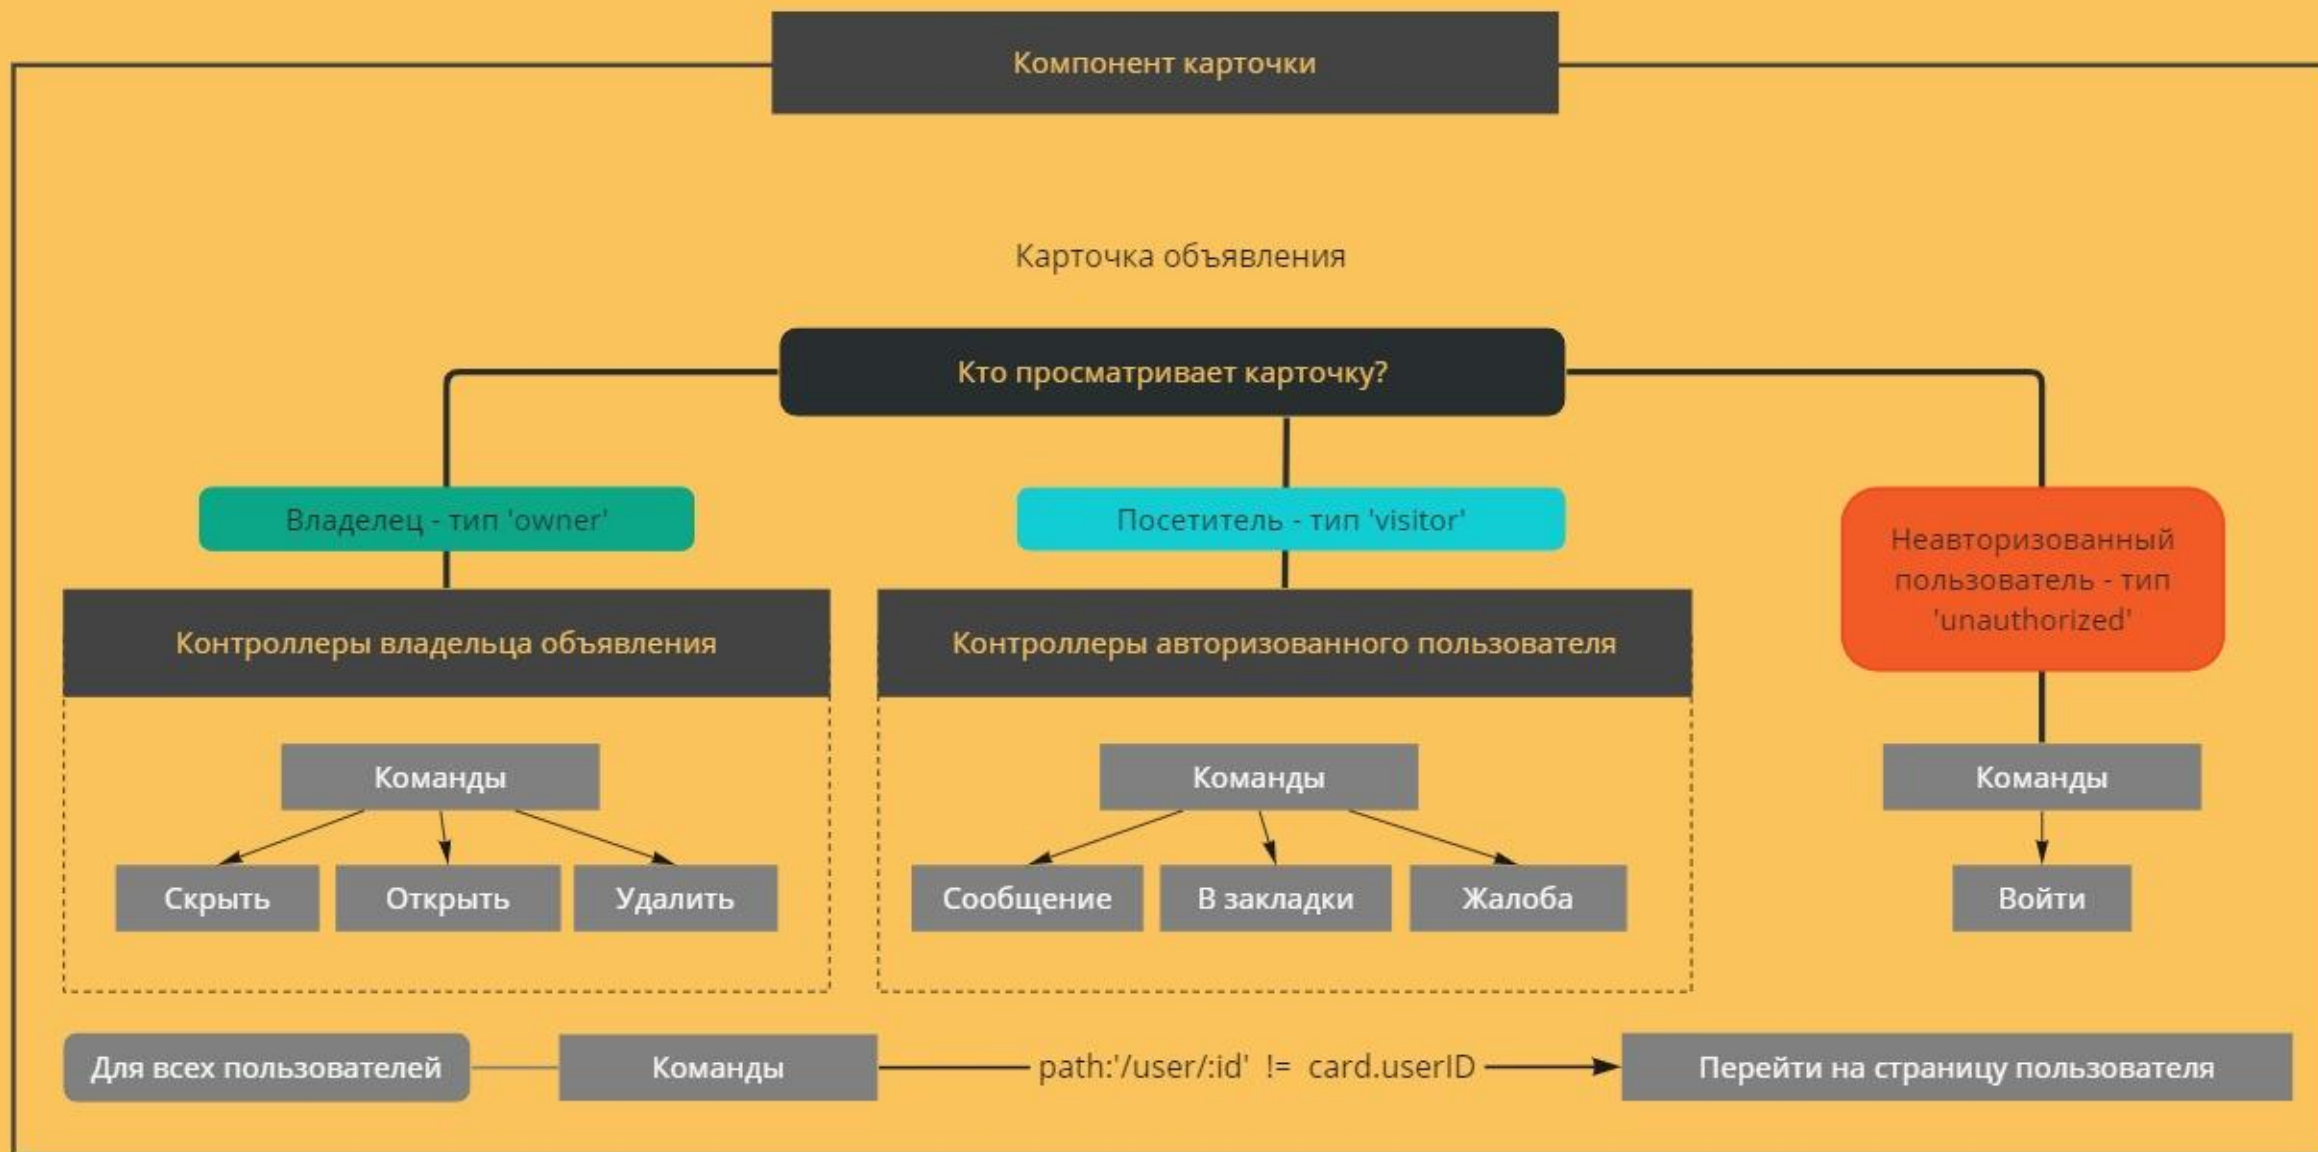 Компонент карточки
Карточка объявления
Кто просматривает карточку?
Владелец - тип 'owner'
Посетитель - тип 'visitor'
Неавторизованный
пользователь - тип
'unauthorized'
Контроллеры владельца объявления
Контроллеры авторизованного пользователя
Команды
Команды
Команды
Скрыть
Открыть
Удалить
Сообщение
В закладки
Жалоба
Войти
Для всех пользователей
Команды
path:'/user/:id' != card.userID
Перейти на страницу пользователя